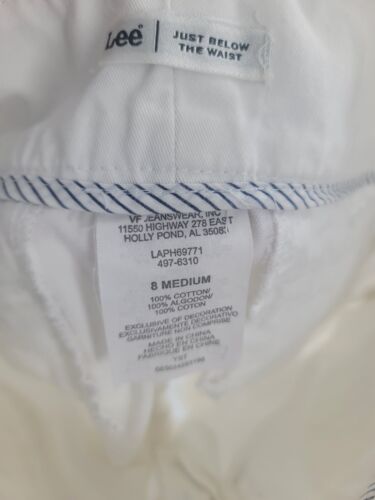 Lee | JUST BELOW
THE WAIST
VF JEANSWEAR, INC
11550 HIGHWAY 278 EAST
HOLLY POND, AL 35083
LAPH69771
497-6310
8 MEDIUM
100% COTTON/
100% ALGODON/
100% COTON
EXCLUSIVE OF DECORATION
EXCLUSIVAMENTE DE DECORATIVO
GARNITURE NON COMPRISE
MADE IN CHINA
HECHO EN CHINA
FABRIQUE EN CHINE